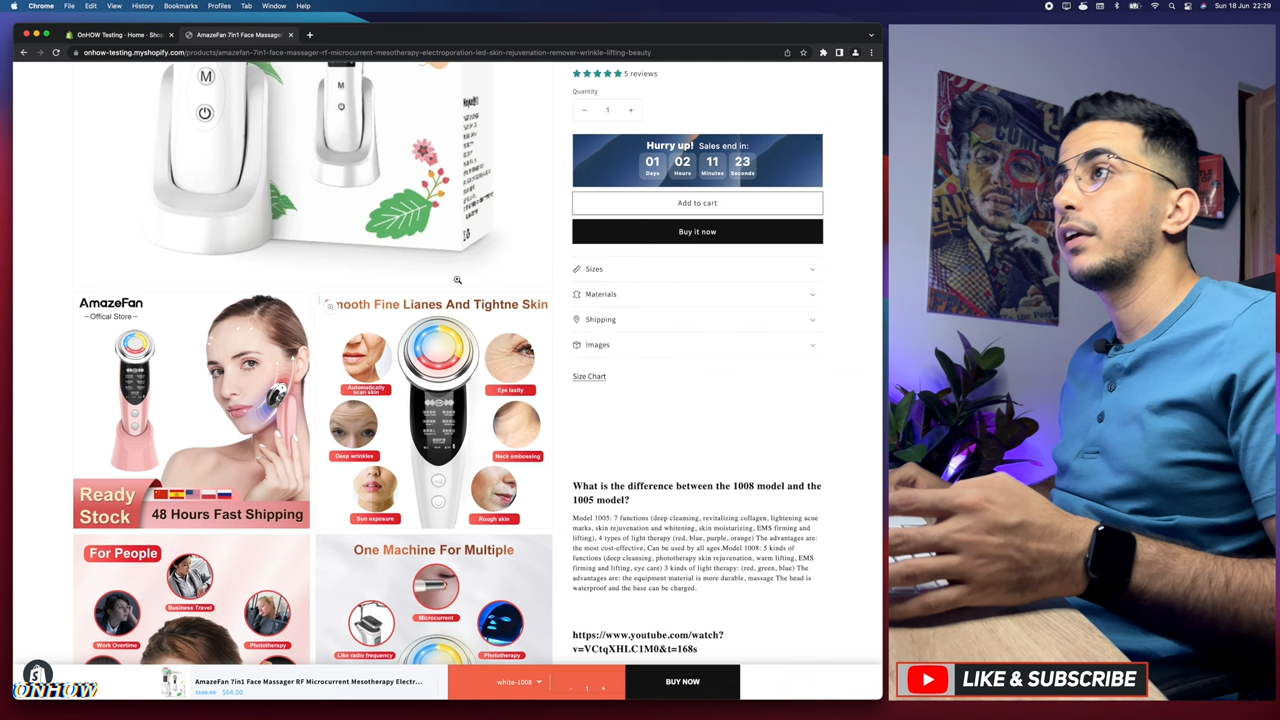 Chrome File Edit View History Bookmarks Profiles Tab Window Help
Sun 18 Jun 22:29
OnHOW Testing · Home · Shop
AmazeFan 7in1 Face Massager
onhow-testing.myshopify.com/products/amazefan-7in1-face-massager-rf-microcurrent-mesotherapy-electroporation-led-skin-rejuvenation-remover-wrinkle-lifting-beauty
M
M
5 reviews
Quantity
− 1 +
Hurry up! Sales end in:
01 02 11 23
Days Hours Minutes Seconds
Add to cart
Buy it now
Sizes
Materials
Shipping
Images
Size Chart
AmazeFan
– Offical Store –
Ready
Stock
48 Hours Fast Shipping
mooth Fine Lianes And Tightne Skin
Automatically
scan skin
Eye laxity
Deep wrinkles
Neck embossing
Sun exposure
Rough skin
For People
Business Travel
Work Overtime
Phototherapy
One Machine For Multiple
Microcurrent
Like radio frequency
Phototherapy
What is the difference between the 1008 model and the
1005 model?
Model 1005: 7 functions (deep cleansing, revitalizing collagen, lightening acne
marks, skin rejuvenation and whitening, skin moisturizing, EMS firming and
lifting), 4 types of light therapy (red, blue, purple, orange) The advantages are:
the most cost-effective, Can be used by all ages.Model 1008: 5 kinds of
functions (deep cleansing, phototherapy skin rejuvenation, warm lifting, EMS
firming and lifting, eye care) 3 kinds of light therapy: (red, green, blue) The
advantages are: the equipment material is more durable, massage The head is
waterproof and the base can be charged.
https://www.youtube.com/watch?
v=VCtqXHLC1M0&t=168s
ONHOW
AmazeFan 7in1 Face Massager RF Microcurrent Mesotherapy Electr...
$64.00
white-1008
- 1 +
BUY NOW
LIKE & SUBSCRIBE